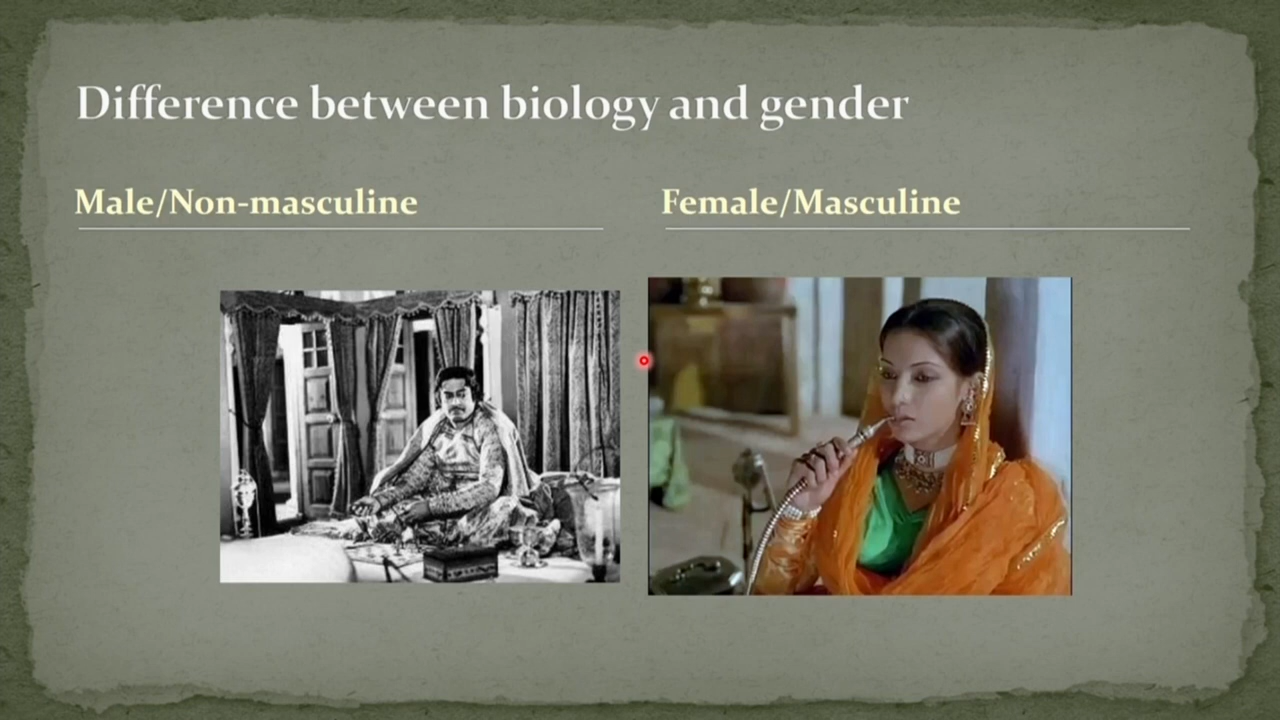 Difference between biology and gender
Male/Non-masculine
Female/Masculine